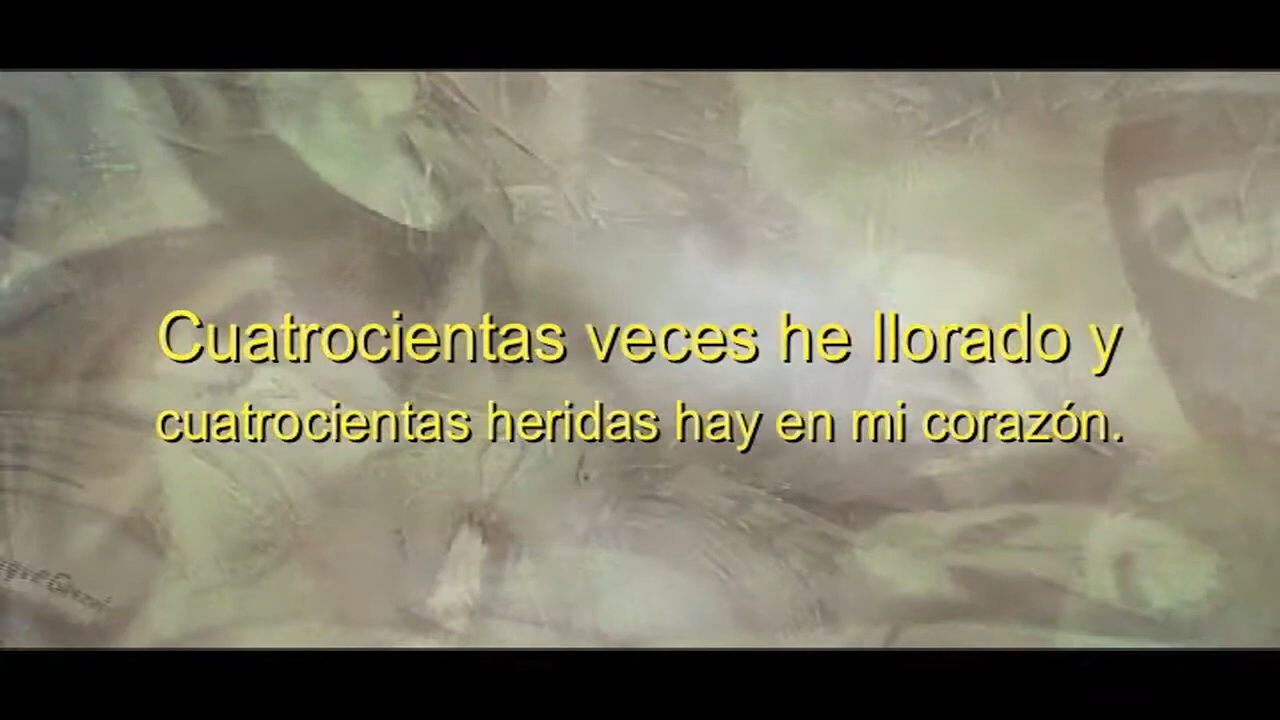 Cuatrocientas veces he llorado y
cuatrocientas heridas hay en mi corazón.